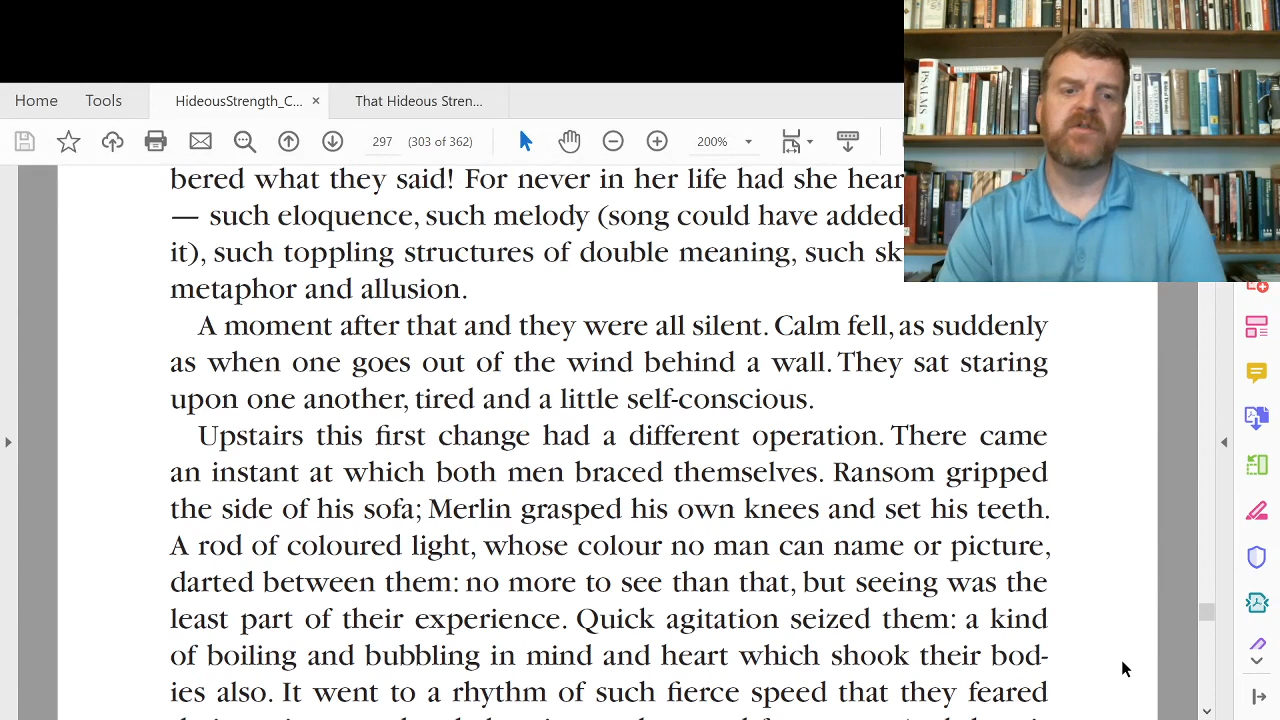 Home Tools HideousStrength_C... × That Hideous Stren...
297 (303 of 362) 200%
PSALMS
bered what they said! For never in her life had she hear
— such eloquence, such melody (song could have added
it), such toppling structures of double meaning, such sk
metaphor and allusion.
A moment after that and they were all silent. Calm fell, as suddenly
as when one goes out of the wind behind a wall. They sat staring
upon one another, tired and a little self-conscious.
Upstairs this first change had a different operation. There came
an instant at which both men braced themselves. Ransom gripped
the side of his sofa; Merlin grasped his own knees and set his teeth.
A rod of coloured light, whose colour no man can name or picture,
darted between them: no more to see than that, but seeing was the
least part of their experience. Quick agitation seized them: a kind
of boiling and bubbling in mind and heart which shook their bod-
ies also. It went to a rhythm of such fierce speed that they feared